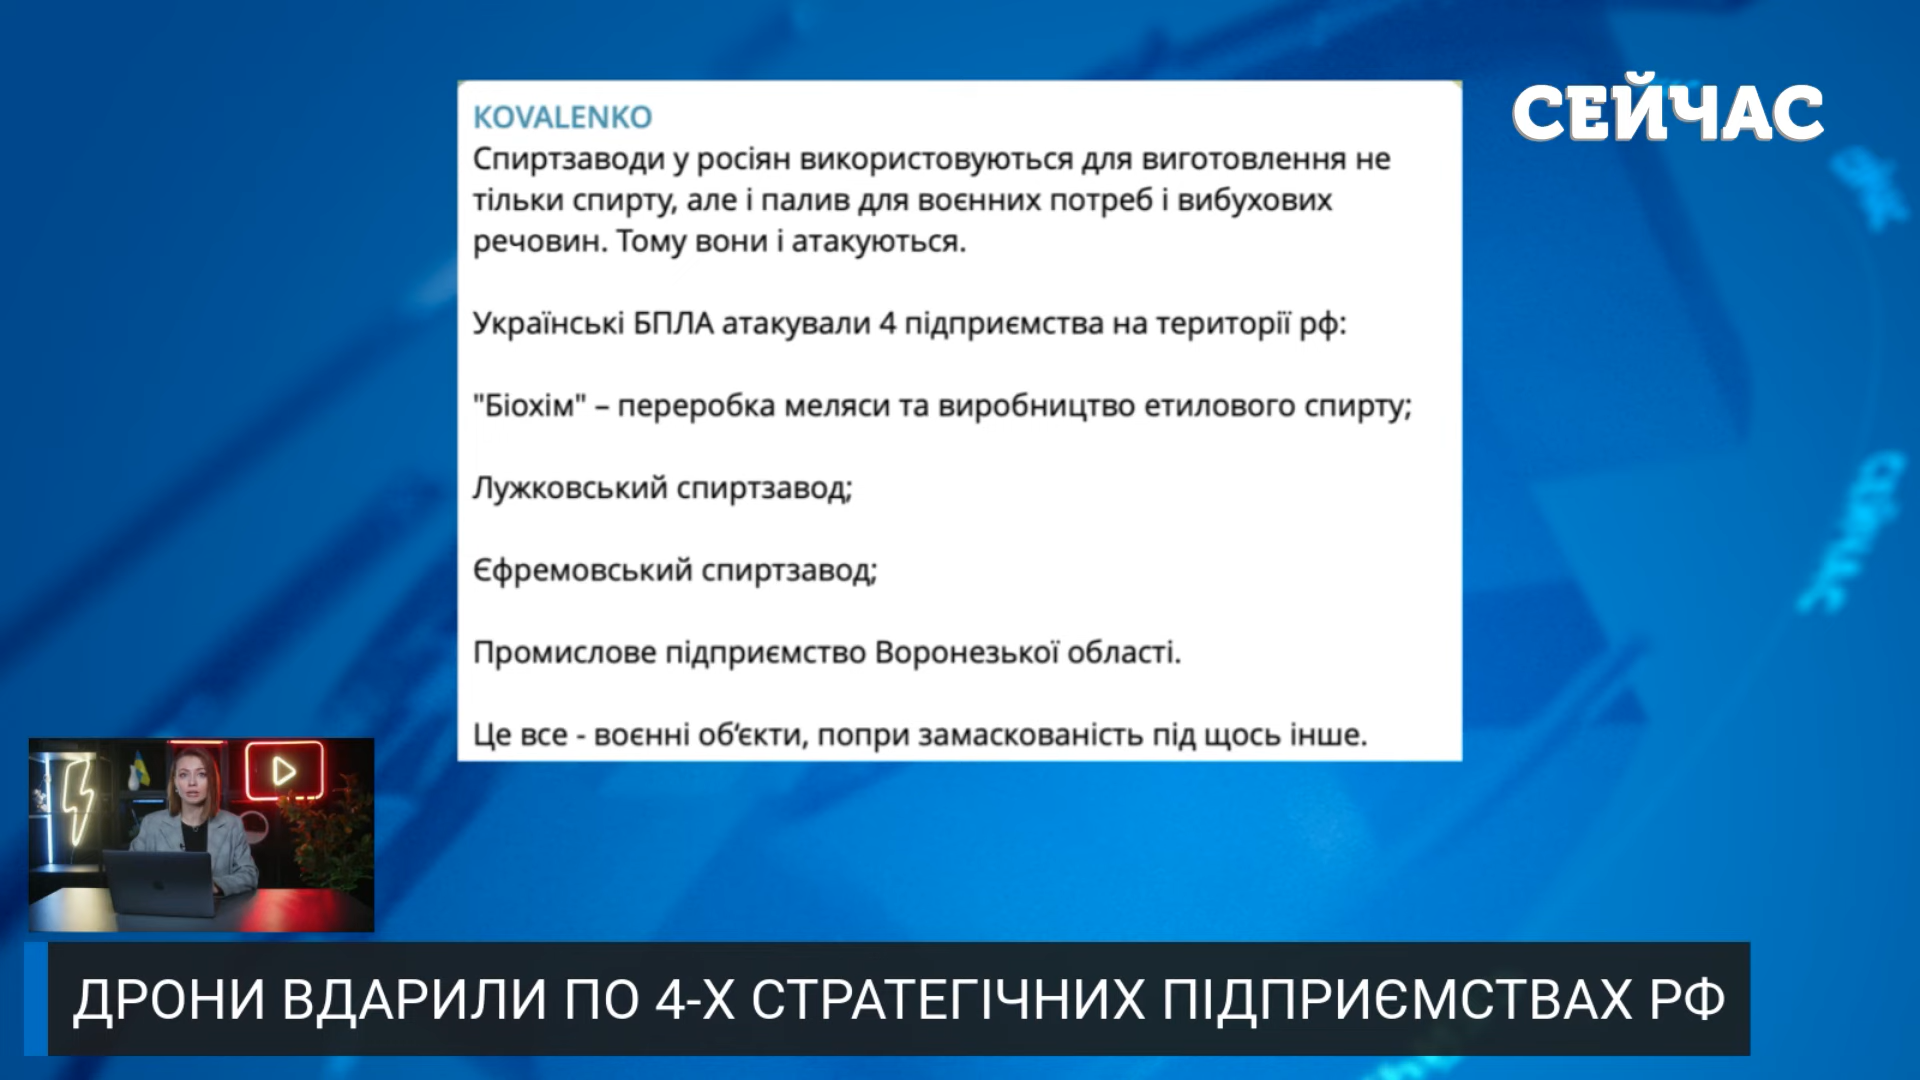 СЕЙЧАС
KOVALENKO
Спиртзаводи у росіян використовуються для виготовлення не
тільки спирту, але і палив для воєнних потреб і вибухових
речовин. Тому вони і атакуються.
Українські БПЛА атакували 4 підприємства на території рф:
"Біохім" – переробка меляси та виробництво етилового спирту;
Лужковський спиртзавод;
Єфремовський спиртзавод;
Промислове підприємство Воронезької області.
Це все - воєнні об‘єкти, попри замаскованість під щось інше.
ДРОНИ ВДАРИЛИ ПО 4-Х СТРАТЕГІЧНИХ ПІДПРИЄМСТВАХ РФ